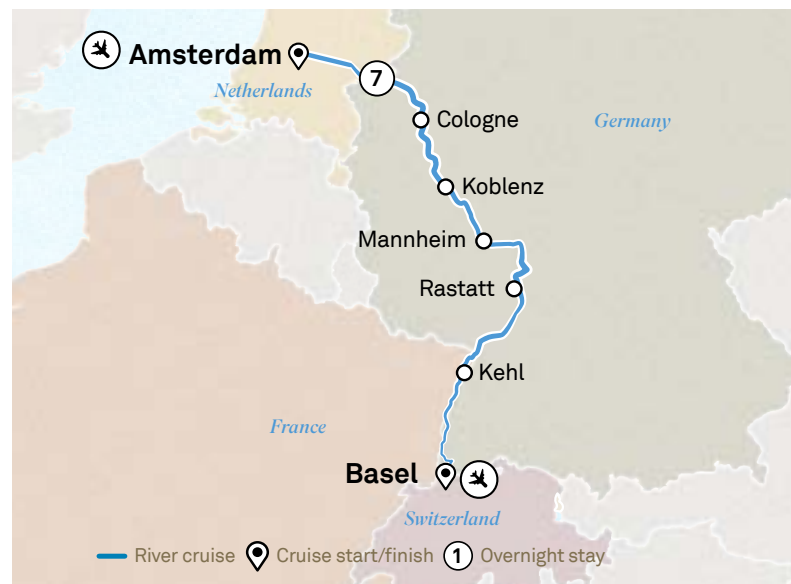 Amsterdam
7
Netherlands
Cologne
Germany
Koblenz
Mannheim
Rastatt
Kehl
France
Basel
Switzerland
River cruise Cruise start/finish 1 Overnight stay